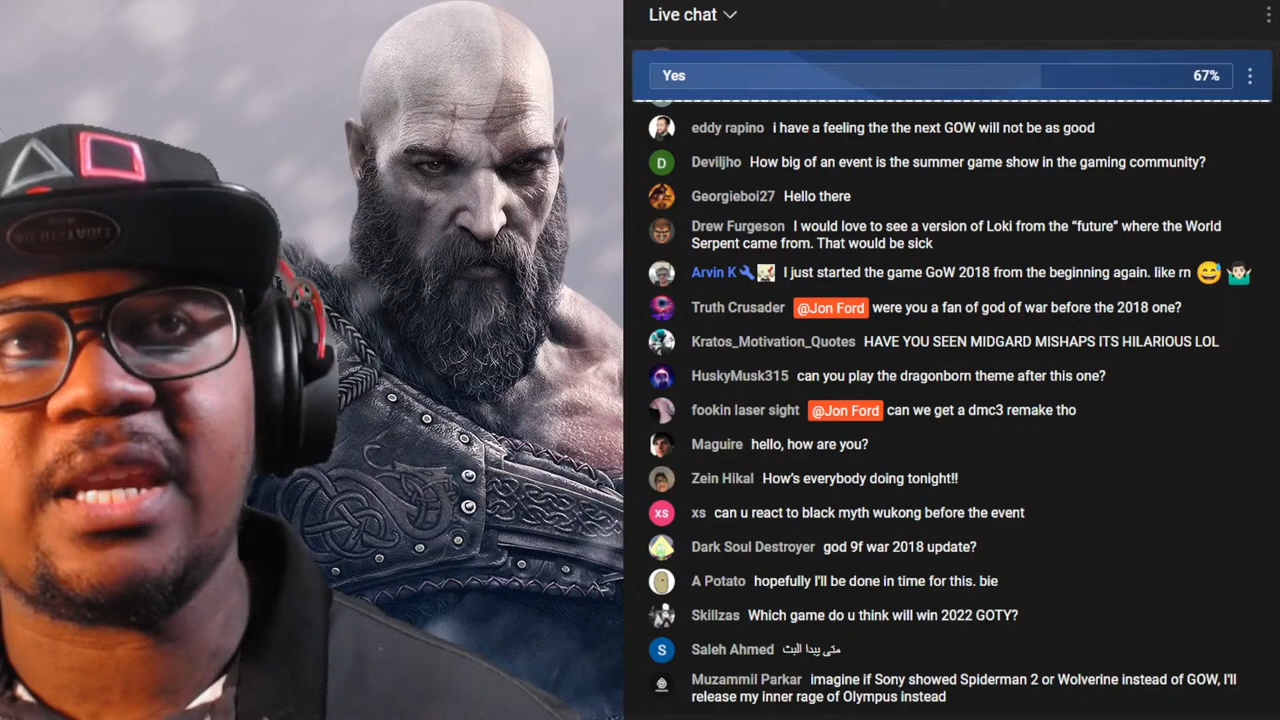 Live chat
Yes 67%
eddy rapino i have a feeling the the next GOW will not be as good
D Deviljho How big of an event is the summer game show in the gaming community?
Georgieboi27 Hello there
Drew Furgeson I would love to see a version of Loki from the “future” where the World
Serpent came from. That would be sick
Arvin K I just started the game GoW 2018 from the beginning again. like rn 😅 🤷🏻‍♂️
Truth Crusader @Jon Ford were you a fan of god of war before the 2018 one?
Kratos_Motivation_Quotes HAVE YOU SEEN MIDGARD MISHAPS ITS HILARIOUS LOL
HuskyMusk315 can you play the dragonborn theme after this one?
fookin laser sight @Jon Ford can we get a dmc3 remake tho
Maguire hello, how are you?
Zein Hikal How’s everybody doing tonight!!
XS xs can u react to black myth wukong before the event
Dark Soul Destroyer god 9f war 2018 update?
A Potato hopefully I'll be done in time for this. bie
Skillzas Which game do u think will win 2022 GOTY?
S Saleh Ahmed متى يبدا البث
Muzammil Parkar imagine if Sony showed Spiderman 2 or Wolverine instead of GOW, I'll
release my inner rage of Olympus instead